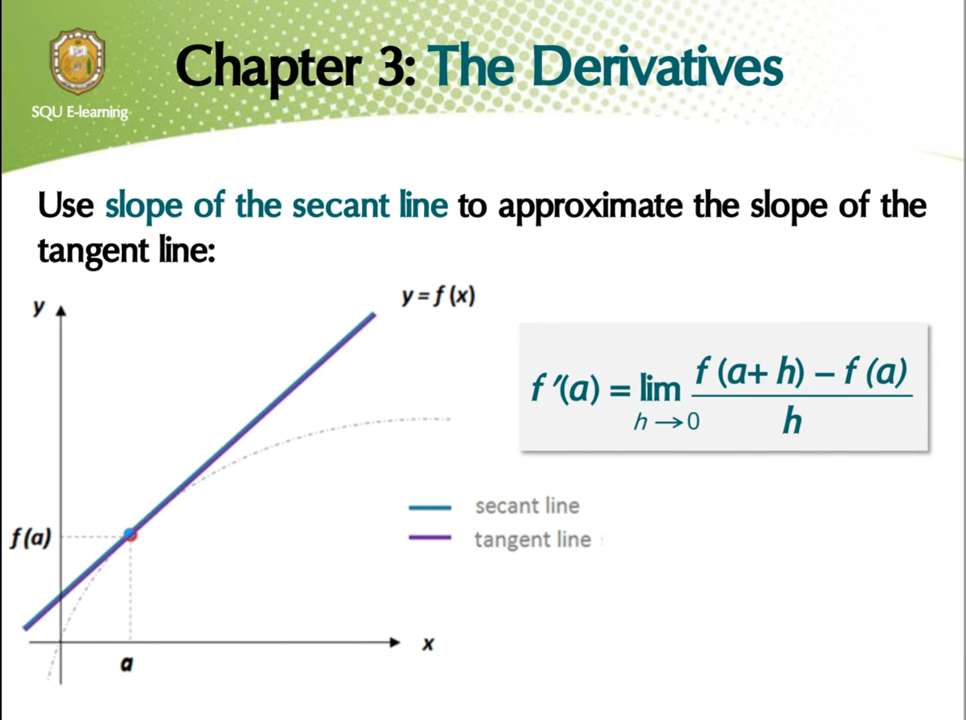 Chapter 3: The Derivatives
SQU E-learning
Use slope of the secant line to approximate the slope of the
tangent line:
y
y = f (x)
f ′(a) = lim f (a+ h) – f (a)
h → 0 h
secant line
f(a)
tangent line
x
a